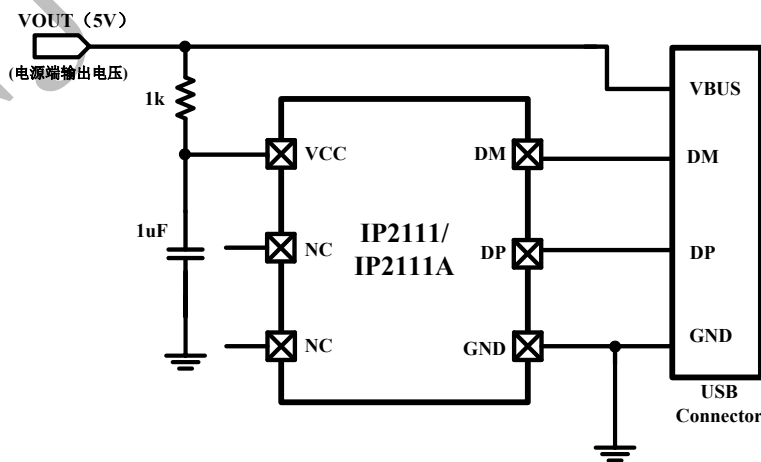 VOUT（5V）
(电源端输出电压)
1k
1uF
VCC
NC
NC
IP2111/
IP2111A
DM
DP
GND
VBUS
DM
DP
GND
USB
Connector